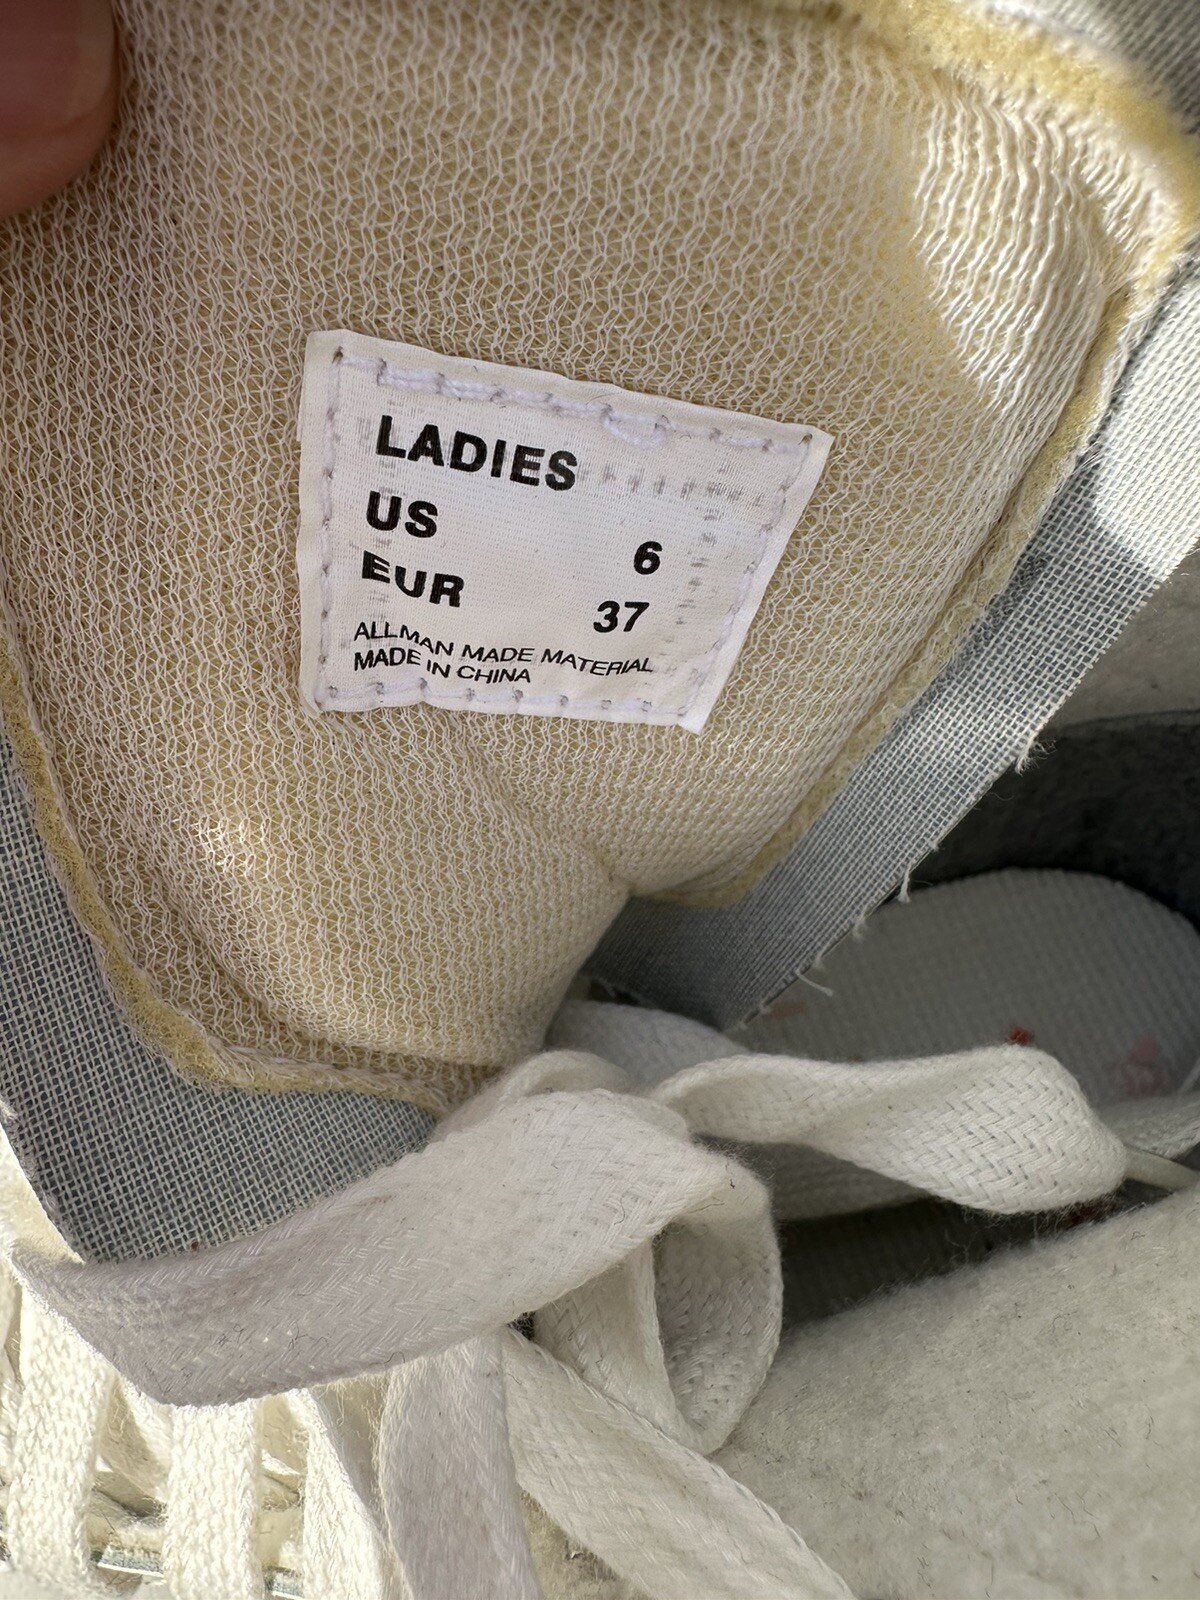 LADIES
US 6
EUR 37
ALLMAN MADE MATERIAL
MADE IN CHINA